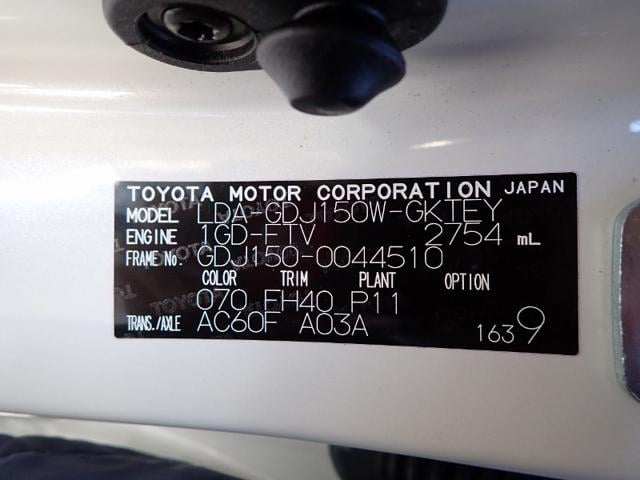 TOYOTA MOTOR CORPORATION JAPAN
MODEL LDA-GDJ150W-GKTEY
ENGINE 1GD-FTV 2754 mL
FRAME No. GDJ150-0044510
COLOR TRIM PLANT OPTION
070 FH40 P11
TRANS./AXLE AC60F A03A 1639